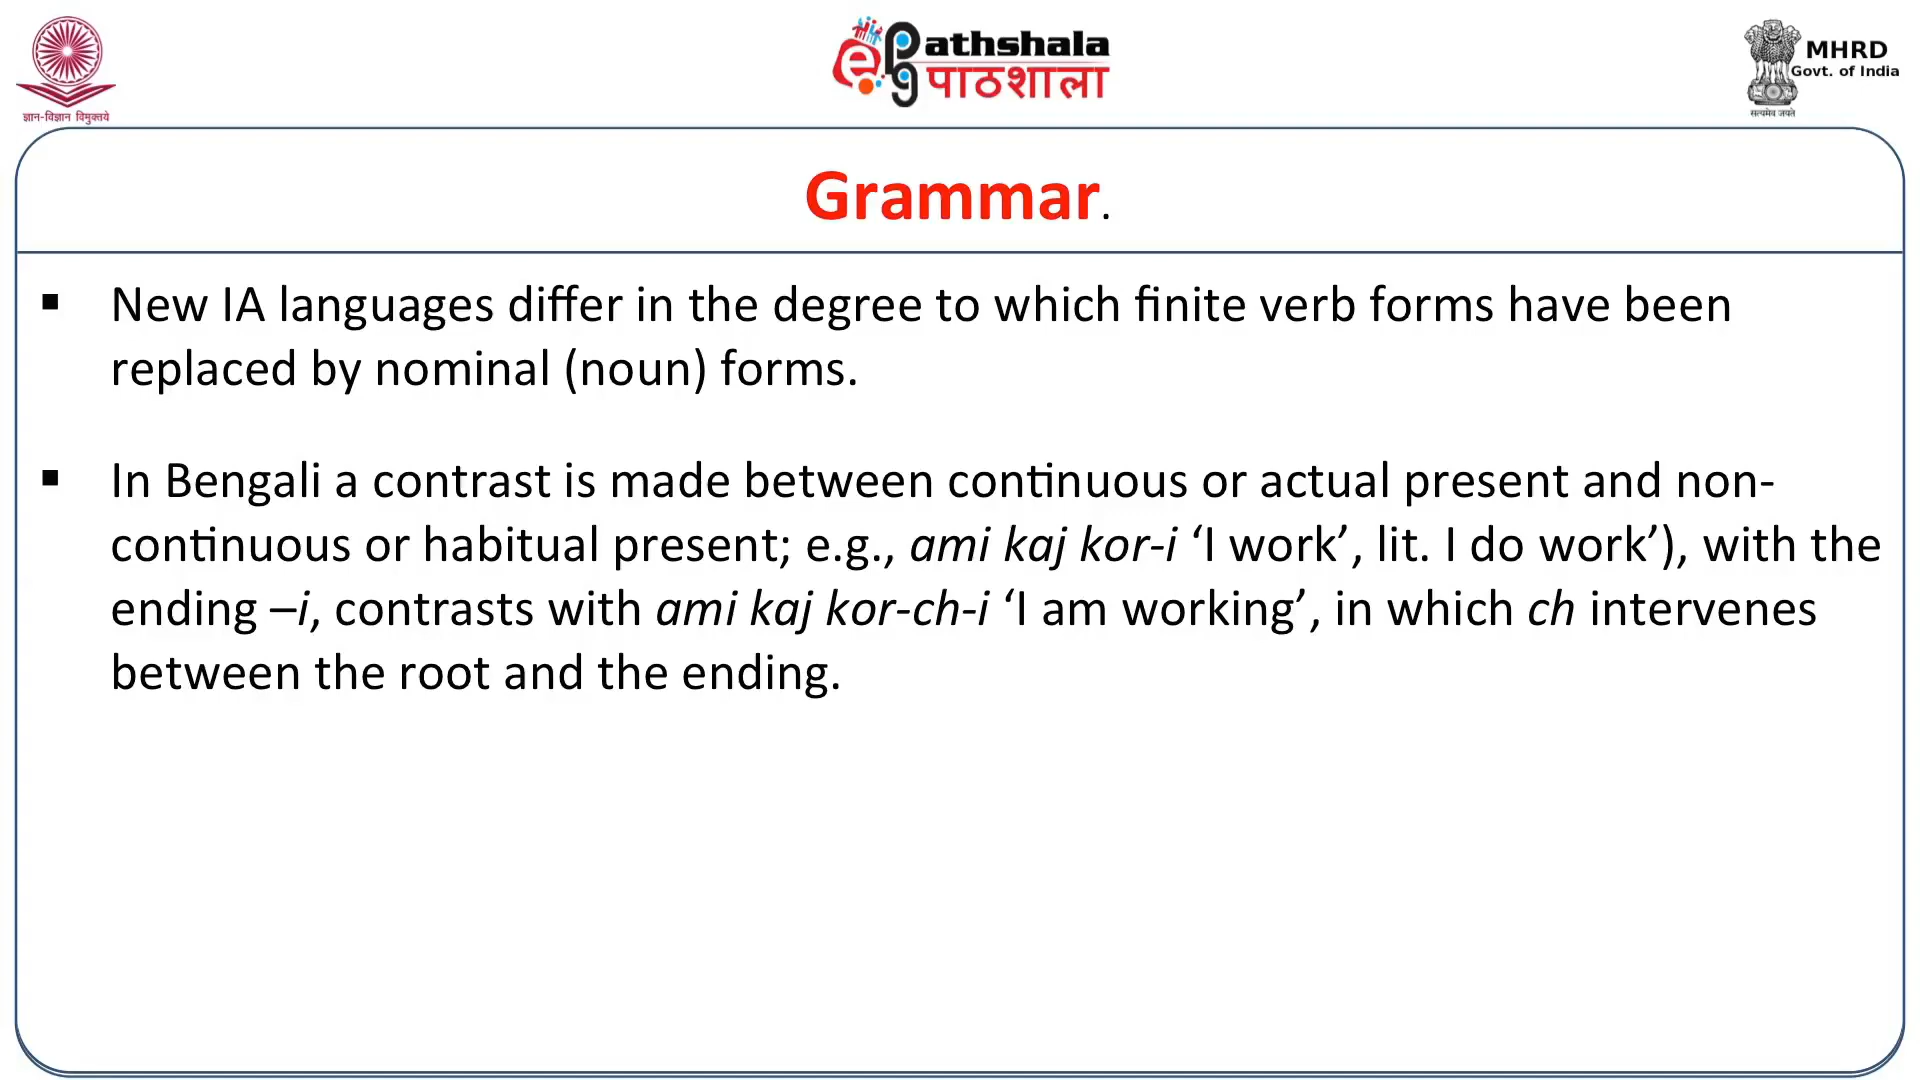 ज्ञान-विज्ञान विमुक्तये
epg Pathshala
पाठशाला
MHRD
Govt. of India
सत्यमेव जयते
Grammar.
▪ New IA languages differ in the degree to which finite verb forms have been
replaced by nominal (noun) forms.
▪ In Bengali a contrast is made between continuous or actual present and non-
continuous or habitual present; e.g., ami kaj kor-i ‘I work’, lit. I do work’), with the
ending –i, contrasts with ami kaj kor-ch-i ‘I am working’, in which ch intervenes
between the root and the ending.